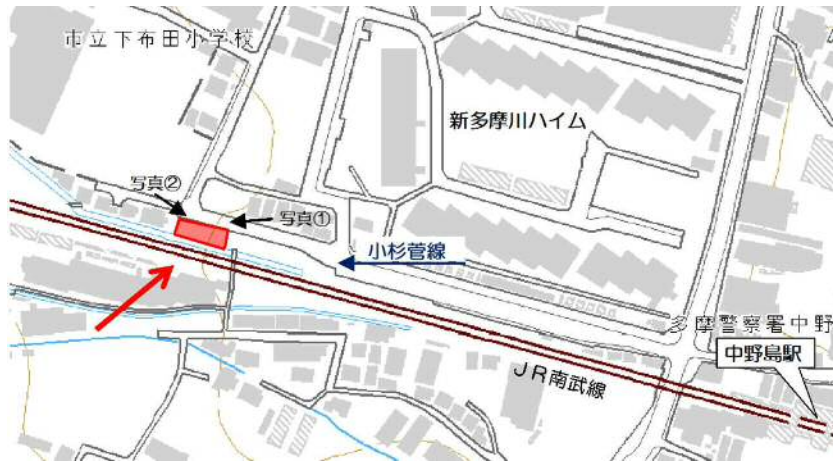 市立下布田小学校
新多摩川ハイム
写真②
写真①
小杉菅線
多摩警察署中野
中野島駅
JR南武線